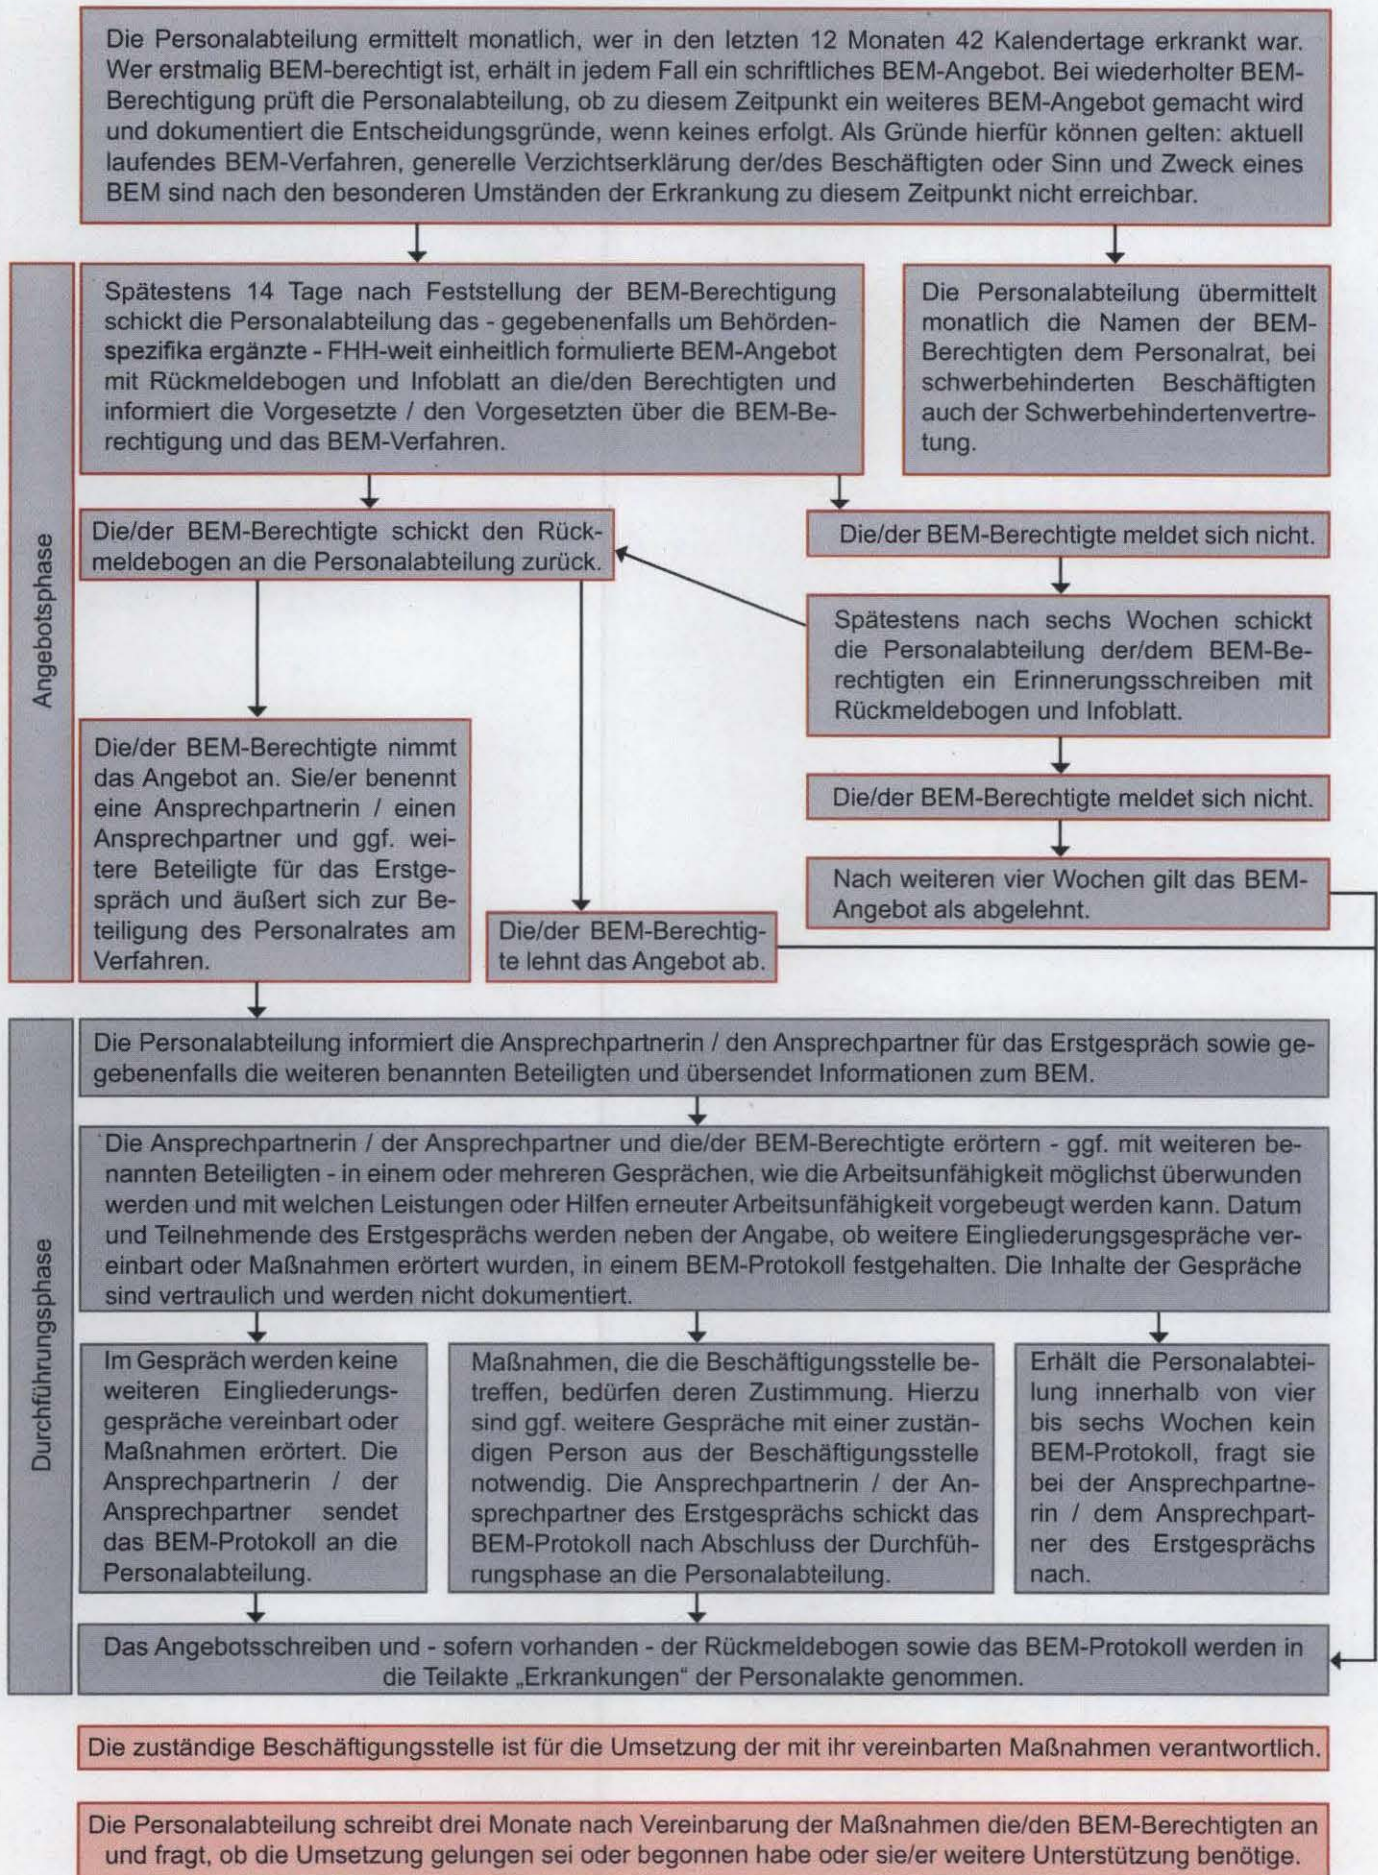 Die Personalabteilung ermittelt monatlich, wer in den letzten 12 Monaten 42 Kalendertage erkrankt war.
Wer erstmalig BEM-berechtigt ist, erhält in jedem Fall ein schriftliches BEM-Angebot. Bei wiederholter BEM-
Berechtigung prüft die Personalabteilung, ob zu diesem Zeitpunkt ein weiteres BEM-Angebot gemacht wird
und dokumentiert die Entscheidungsgründe, wenn keines erfolgt. Als Gründe hierfür können gelten: aktuell
laufendes BEM-Verfahren, generelle Verzichtserklärung der/des Beschäftigten oder Sinn und Zweck eines
BEM sind nach den besonderen Umständen der Erkrankung zu diesem Zeitpunkt nicht erreichbar.
Angebotsphase
Spätestens 14 Tage nach Feststellung der BEM-Berechtigung
schickt die Personalabteilung das - gegebenenfalls um Behörden-
spezifika ergänzte - FHH-weit einheitlich formulierte BEM-Angebot
mit Rückmeldebogen und Infoblatt an die/den Berechtigten und
informiert die Vorgesetzte / den Vorgesetzten über die BEM-Be-
rechtigung und das BEM-Verfahren.
Die Personalabteilung übermittelt
monatlich die Namen der BEM-
Berechtigten dem Personalrat, bei
schwerbehinderten Beschäftigten
auch der Schwerbehindertenvertre-
tung.
Die/der BEM-Berechtigte schickt den Rück-
meldebogen an die Personalabteilung zurück.
Die/der BEM-Berechtigte meldet sich nicht.
Spätestens nach sechs Wochen schickt
die Personalabteilung der/dem BEM-Be-
rechtigten ein Erinnerungsschreiben mit
Rückmeldebogen und Infoblatt.
Die/der BEM-Berechtigte nimmt
das Angebot an. Sie/er benennt
eine Ansprechpartnerin / einen
Ansprechpartner und ggf. wei-
tere Beteiligte für das Erstge-
spräch und äußert sich zur Be-
teiligung des Personalrates am
Verfahren.
Die/der BEM-Berechtigte meldet sich nicht.
Nach weiteren vier Wochen gilt das BEM-
Angebot als abgelehnt.
Die/der BEM-Berechtig-
te lehnt das Angebot ab.
Durchführungsphase
Die Personalabteilung informiert die Ansprechpartnerin / den Ansprechpartner für das Erstgespräch sowie ge-
gebenenfalls die weiteren benannten Beteiligten und übersendet Informationen zum BEM.
Die Ansprechpartnerin / der Ansprechpartner und die/der BEM-Berechtigte erörtern - ggf. mit weiteren be-
nannten Beteiligten - in einem oder mehreren Gesprächen, wie die Arbeitsunfähigkeit möglichst überwunden
werden und mit welchen Leistungen oder Hilfen erneuter Arbeitsunfähigkeit vorgebeugt werden kann. Datum
und Teilnehmende des Erstgesprächs werden neben der Angabe, ob weitere Eingliederungsgespräche ver-
einbart oder Maßnahmen erörtert wurden, in einem BEM-Protokoll festgehalten. Die Inhalte der Gespräche
sind vertraulich und werden nicht dokumentiert.
Im Gespräch werden keine
weiteren Eingliederungs-
gespräche vereinbart oder
Maßnahmen erörtert. Die
Ansprechpartnerin / der
Ansprechpartner sendet
das BEM-Protokoll an die
Personalabteilung.
Maßnahmen, die die Beschäftigungsstelle be-
treffen, bedürfen deren Zustimmung. Hierzu
sind ggf. weitere Gespräche mit einer zustän-
digen Person aus der Beschäftigungsstelle
notwendig. Die Ansprechpartnerin / der An-
sprechpartner des Erstgesprächs schickt das
BEM-Protokoll nach Abschluss der Durchfüh-
rungsphase an die Personalabteilung.
Erhält die Personalabtei-
lung innerhalb von vier
bis sechs Wochen kein
BEM-Protokoll, fragt sie
bei der Ansprechpartne-
rin / dem Ansprechpart-
ner des Erstgesprächs
nach.
Das Angebotsschreiben und - sofern vorhanden - der Rückmeldebogen sowie das BEM-Protokoll werden in
die Teilakte „Erkrankungen“ der Personalakte genommen.
Die zuständige Beschäftigungsstelle ist für die Umsetzung der mit ihr vereinbarten Maßnahmen verantwortlich.
Die Personalabteilung schreibt drei Monate nach Vereinbarung der Maßnahmen die/den BEM-Berechtigten an
und fragt, ob die Umsetzung gelungen sei oder begonnen habe oder sie/er weitere Unterstützung benötige.